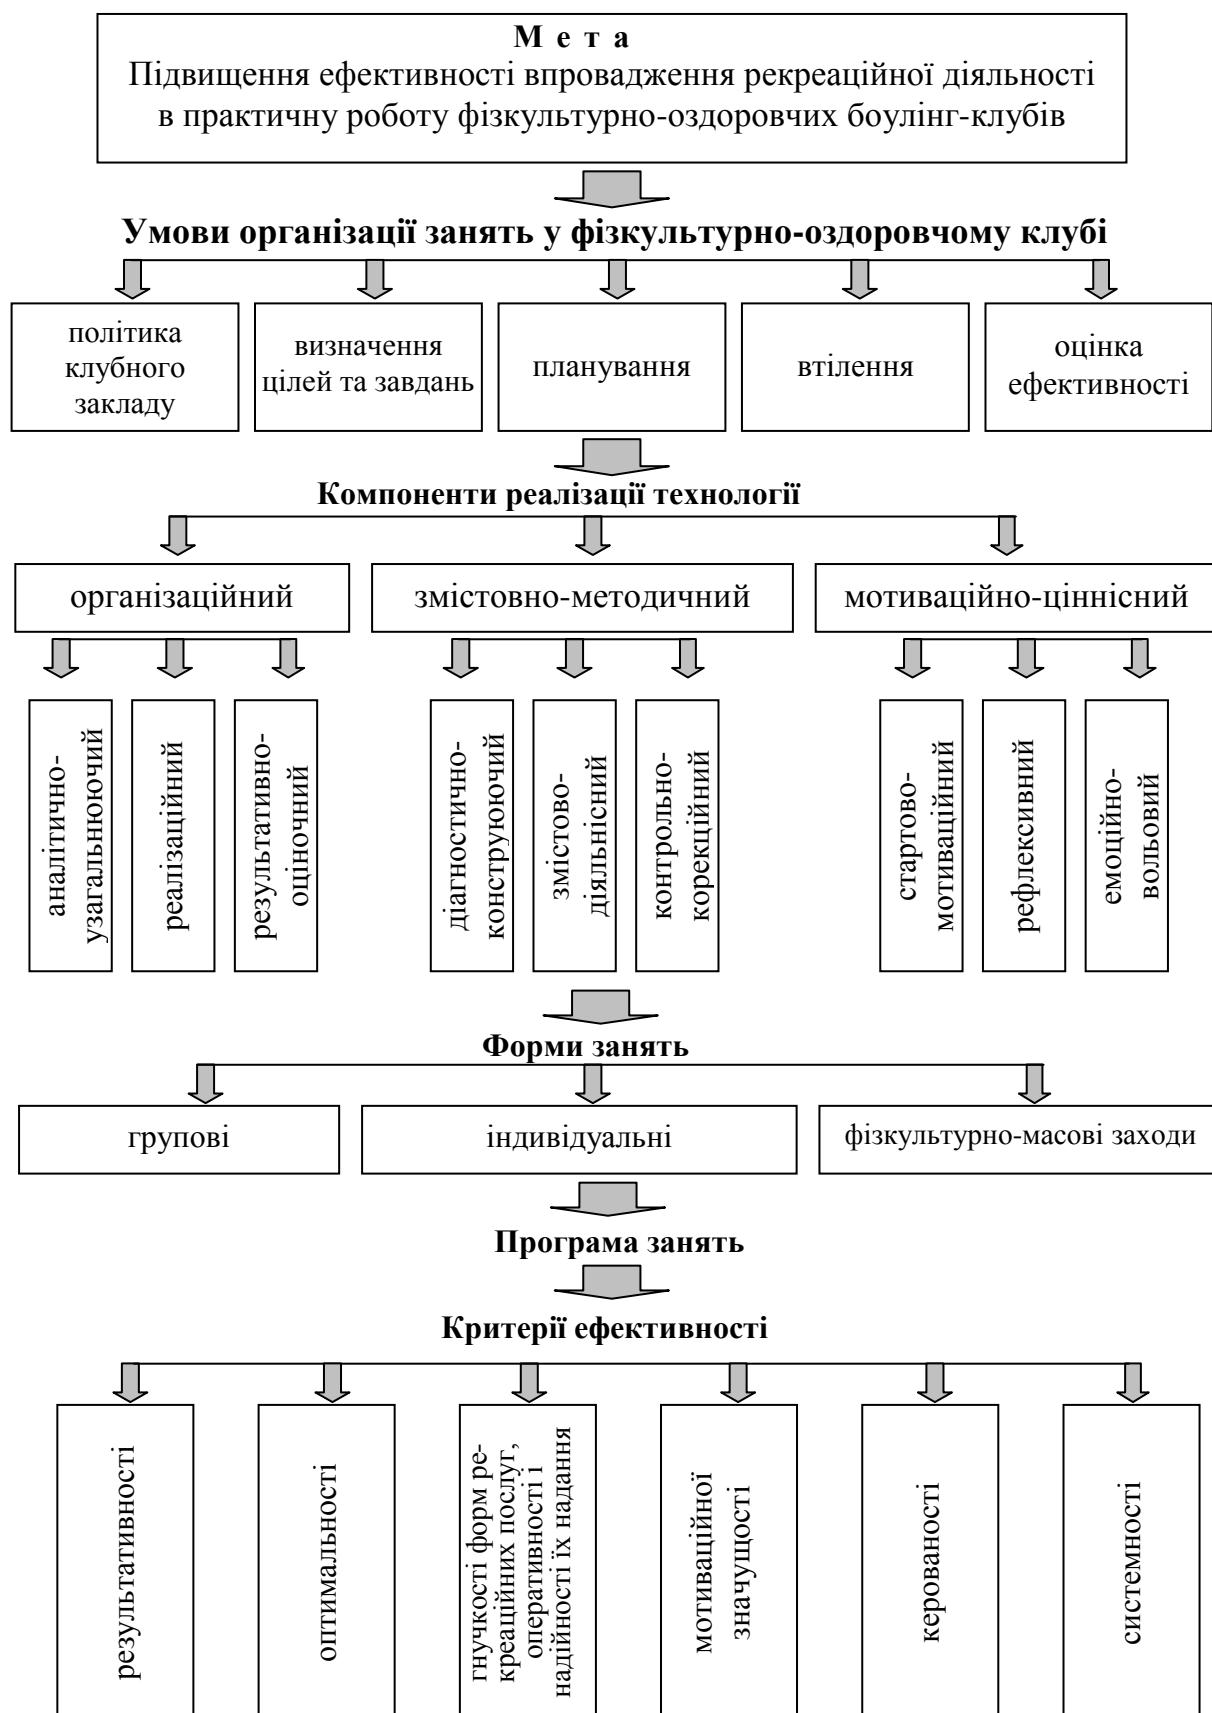 М е т а
Підвищення ефективності впровадження рекреаційної діяльності
в практичну роботу фізкультурно-оздоровчих боулінг-клубів
Умови організації занять у фізкультурно-оздоровчому клубі
політика
клубного
закладу
визначення
цілей та завдань
планування
втілення
оцінка
ефективності
Компоненти реалізації технології
організаційний
змістовно-методичний
мотиваційно-ціннісний
аналітично-
узагальнюючий
реалізаційний
результативно-
оціночний
діагностично-
конструюючий
змістово-
діяльнісний
контрольно-
корекційний
стартово-
мотиваційний
рефлексивний
емоційно-
вольовий
Форми занять
групові
індивідуальні
фізкультурно-масові заходи
Програма занять
Критерії ефективності
результативності
оптимальності
гнучкості форм ре-
креаційних послуг,
оперативності і
надійності їх надання
мотиваційної
значущості
керованості
системності